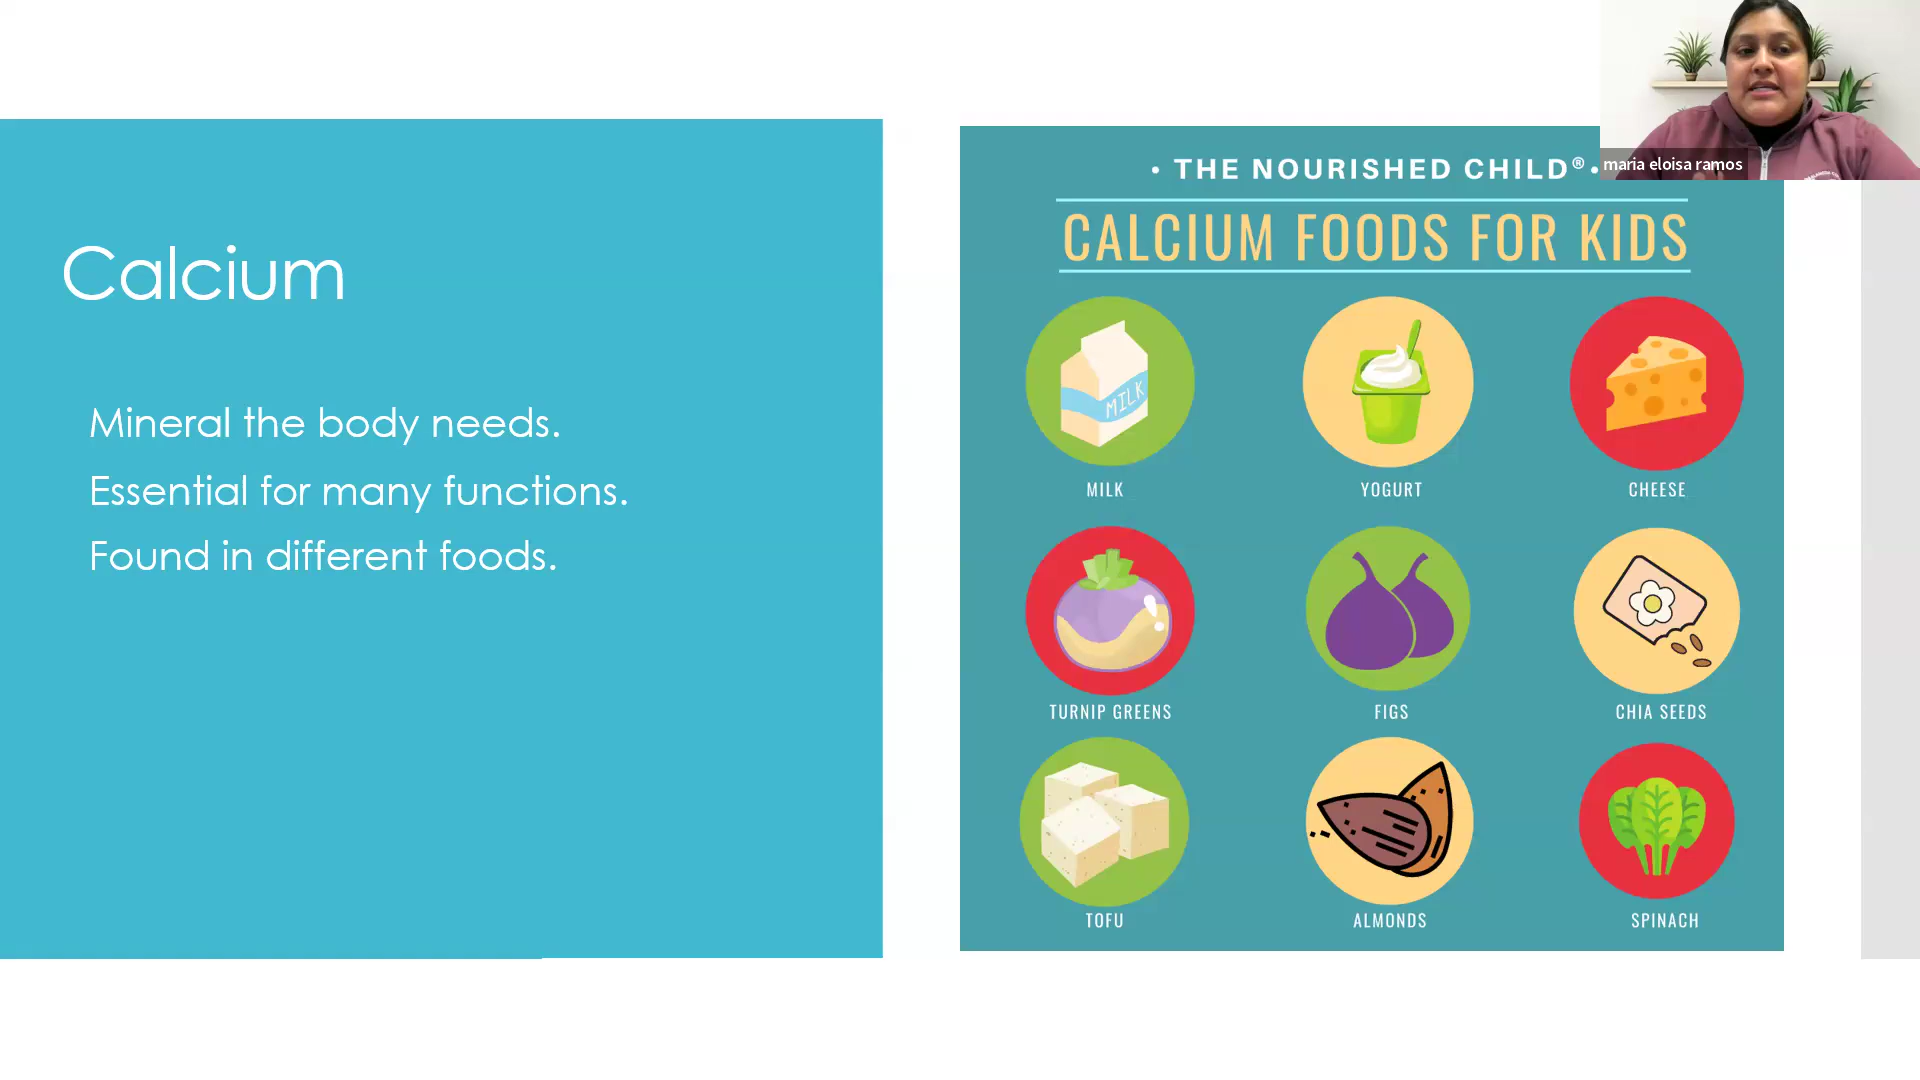 Calcium
Mineral the body needs.
Essential for many functions.
Found in different foods.
• THE NOURISHED CHILD® •
CALCIUM FOODS FOR KIDS
MILK
MILK
YOGURT
CHEESE
TURNIP GREENS
FIGS
CHIA SEEDS
TOFU
ALMONDS
SPINACH
maria eloisa ramos